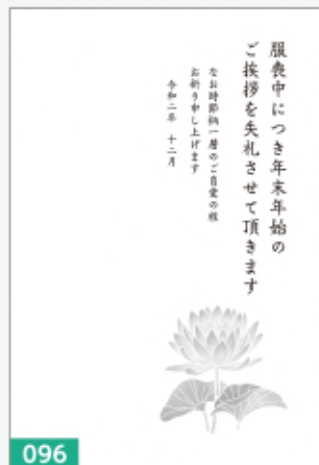 服喪中につき年末年始の
ご挨拶を失礼させて頂きます
なお時節柄一層のご自愛の程
お祈り申し上げます
令和二年 十二月
096